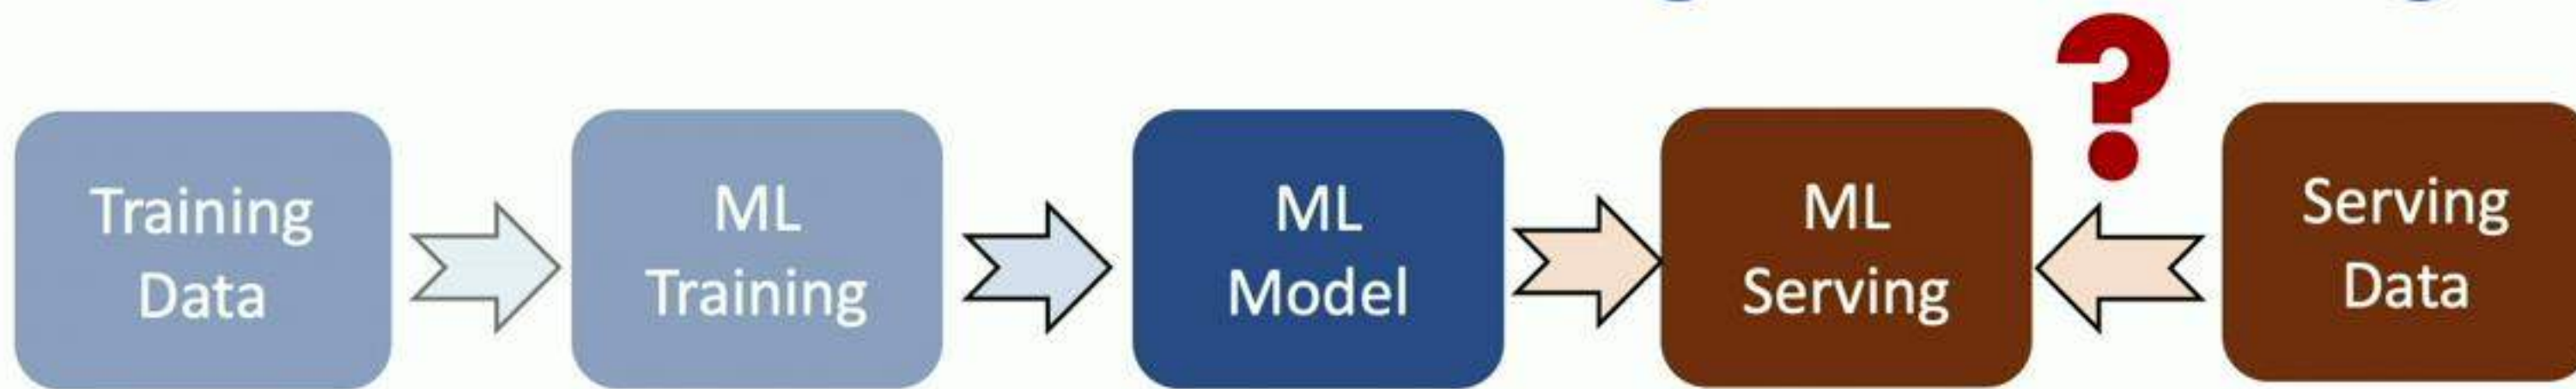 Training
Data
ML
Training
ML
Model
ML
Serving
?
Serving
Data